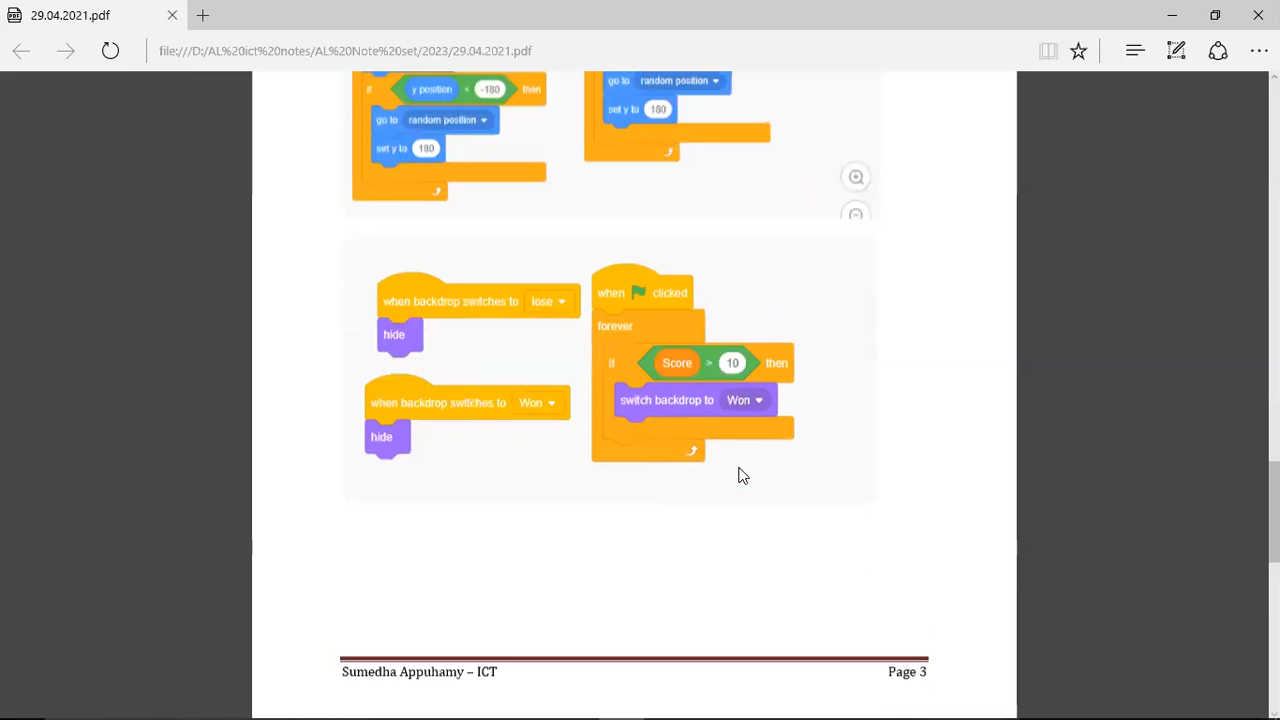 29.04.2021.pdf
file:///D:/AL%20ict%20notes/AL%20Note%20set/2023/29.04.2021.pdf
if y position < -180 then
go to random position
set y to 180
go to random position
set y to 180
when backdrop switches to lose
hide
when backdrop switches to Won
hide
when clicked
forever
if Score > 10 then
switch backdrop to Won
Sumedha Appuhamy – ICT Page 3